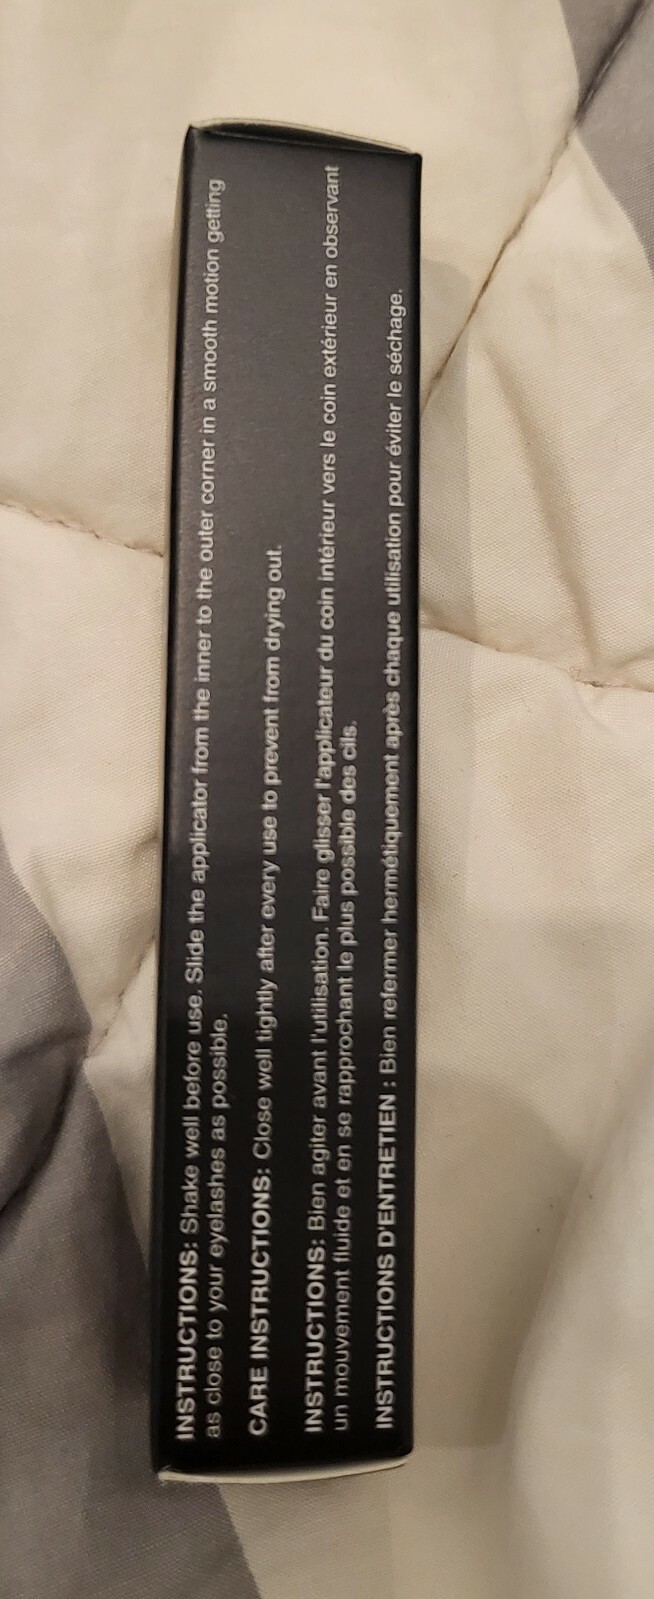 INSTRUCTIONS: Shake well before use. Slide the applicator from the inner to the outer corner in a smooth motion getting
as close to your eyelashes as possible.
CARE INSTRUCTIONS: Close well tightly after every use to prevent from drying out.
INSTRUCTIONS: Bien agiter avant l'utilisation. Faire glisser l'applicateur du coin intérieur vers le coin extérieur en observant
un mouvement fluide et en se rapprochant le plus possible des cils.
INSTRUCTIONS D'ENTRETIEN : Bien refermer hermétiquement après chaque utilisation pour éviter le séchage.